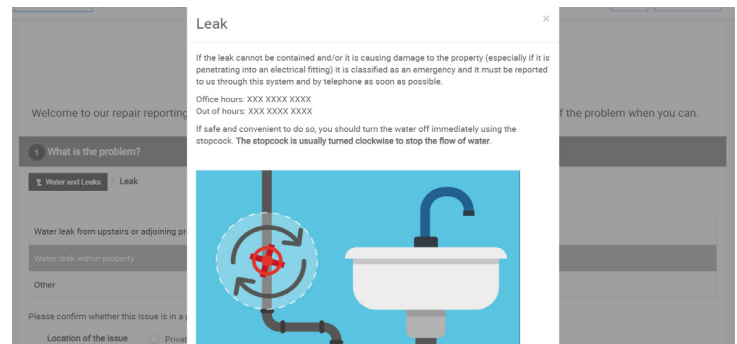 Leak
×
If the leak cannot be contained and/or it is causing damage to the property (especially if it is
penetrating into an electrical fitting) it is classified as an emergency and it must be reported
to us through this system and by telephone as soon as possible.
Office hours: XXX XXXX XXXX
Out of hours: XXX XXXX XXXX
If safe and convenient to do so, you should turn the water off immediately using the
stopcock. The stopcock is usually turned clockwise to stop the flow of water.
Welcome to our repair reporting
f the problem when you can.
1 What is the problem?
Water and Leaks / Leak
Water leak from upstairs or adjoining pr
Water leak within property
Other
Please confirm whether this issue is in a
Location of the issue
Privat